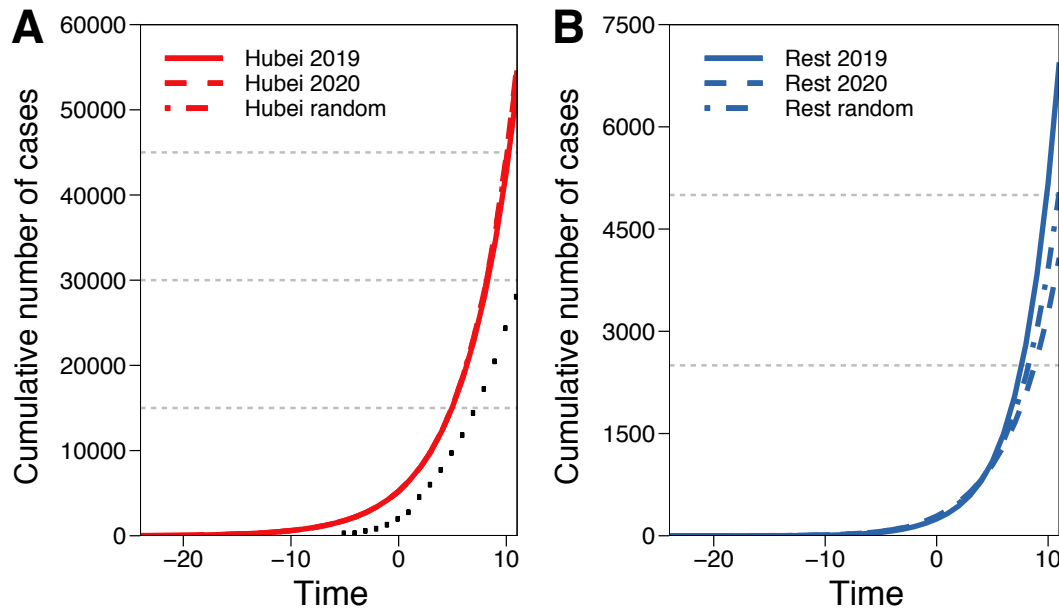 A
Cumulative number of cases
60000
50000
40000
30000
20000
10000
0
Hubei 2019
Hubei 2020
Hubei random
−20
−10
0
10
Time
B
Cumulative number of cases
7500
6000
4500
3000
1500
0
Rest 2019
Rest 2020
Rest random
−20
−10
0
10
Time